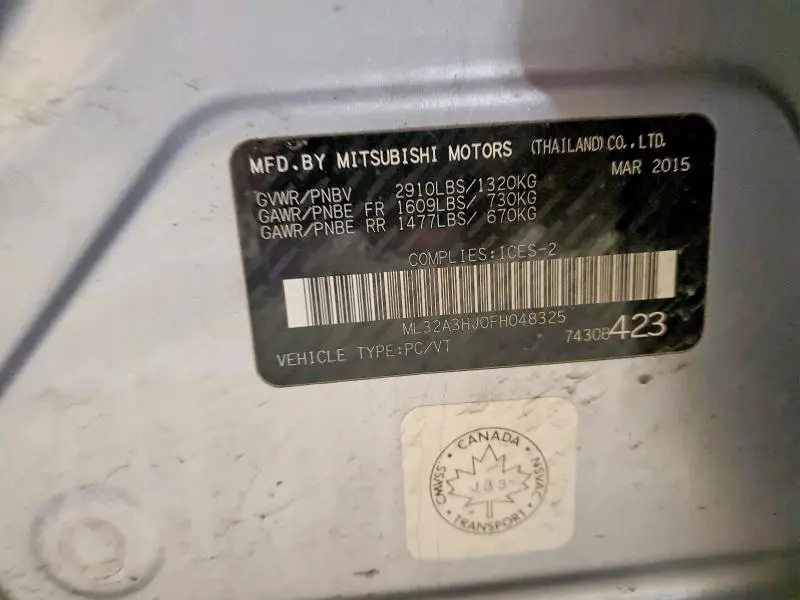 MFD. BY MITSUBISHI MOTORS (THAILAND) CO., LTD.
MAR 2015
GVWR/PNBV 2910LBS/1320KG
GAWR/PNBE FR 1609LBS/ 730KG
GAWR/PNBE RR 1477LBS/ 670KG
COMPLIES:ICES-2
ML32A3HJ0FH048325
VEHICLE TYPE:PC/VT
7430B423
CANADA
CMVSS
NSVAC
TRANSPORT